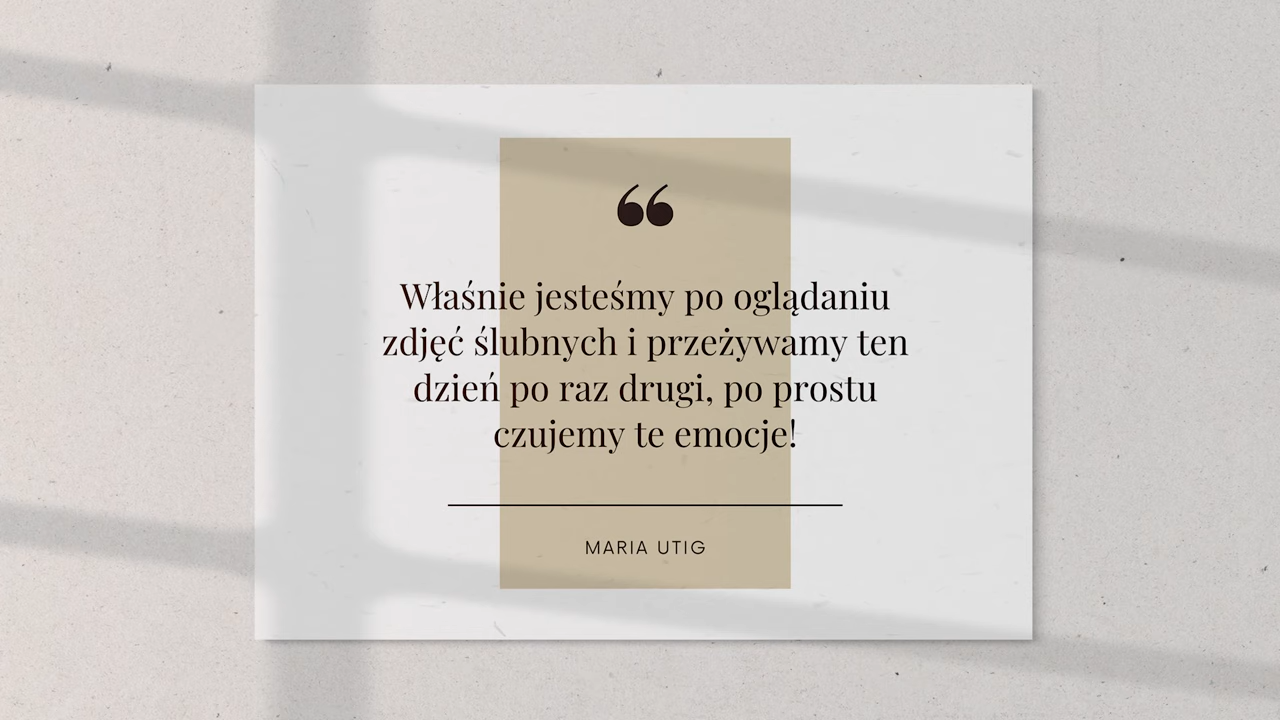 “
Właśnie jesteśmy po oglądaniu
zdjęć ślubnych i przeżywamy ten
dzień po raz drugi, po prostu
czujemy te emocje!
MARIA UTIG